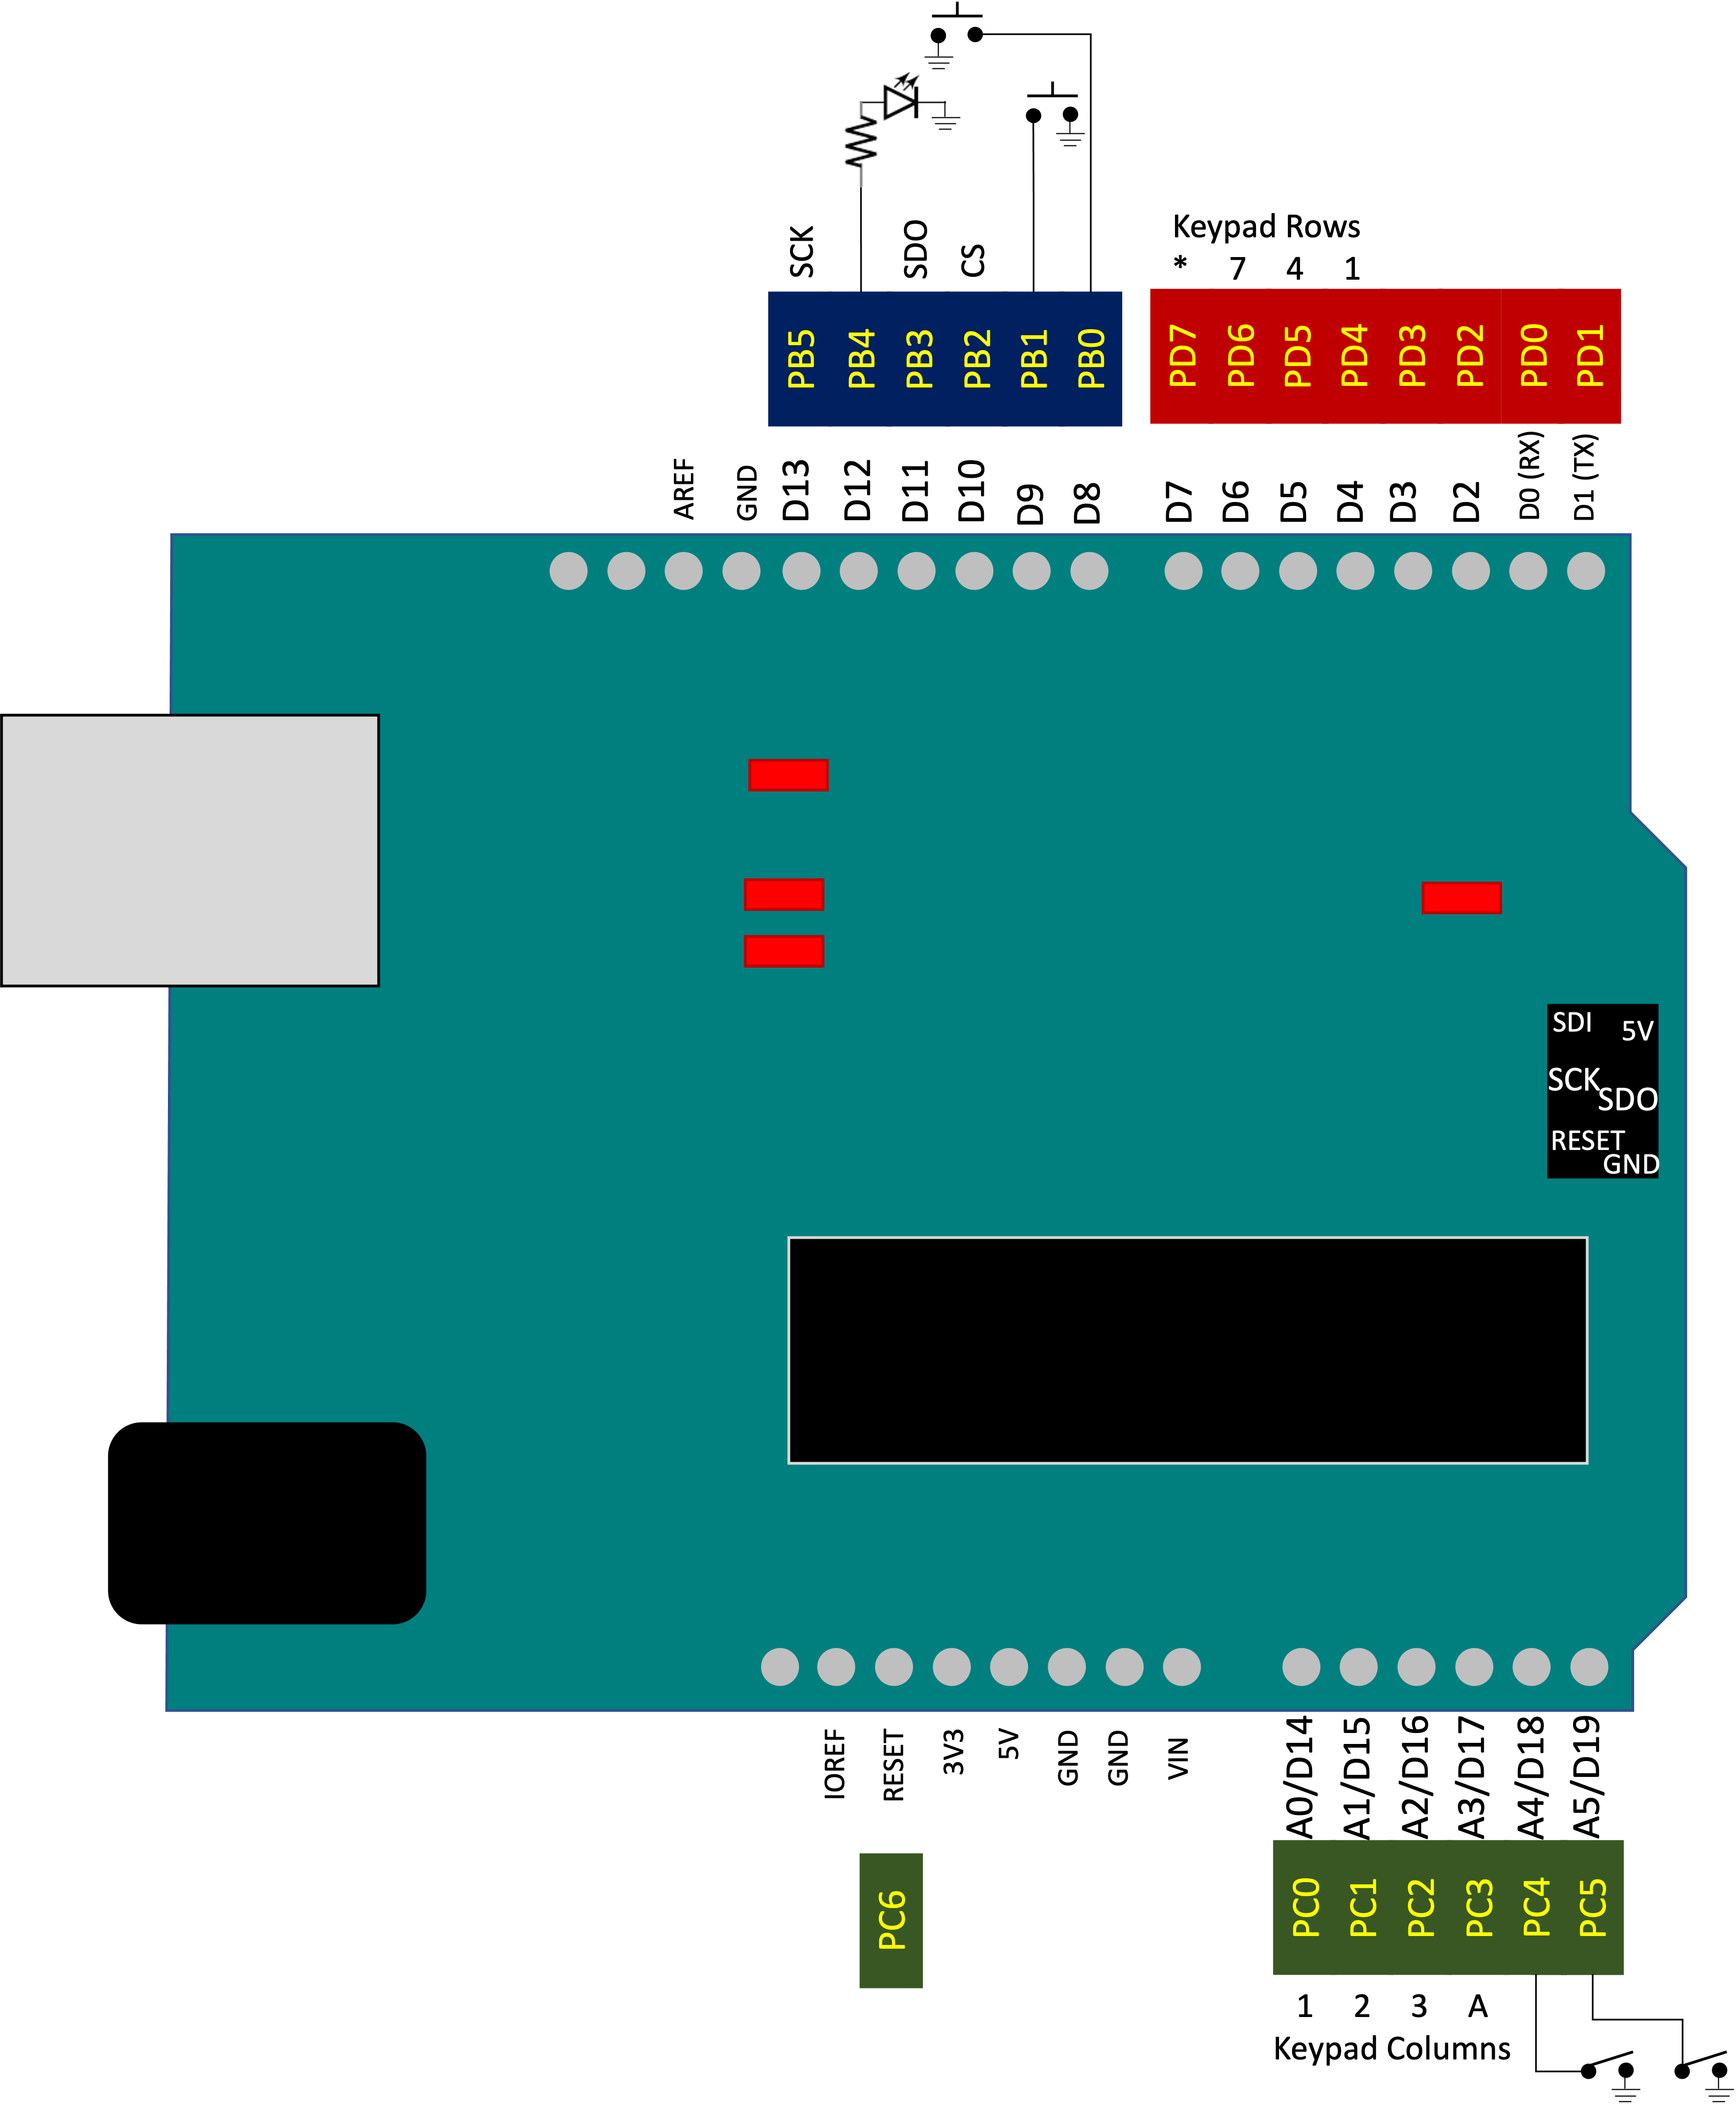 SCK
SDO
CS
Keypad Rows
* 7 4 1
PB5 PB4 PB3 PB2 PB1 PB0
PD7 PD6 PD5 PD4 PD3 PD2 PD0 PD1
AREF GND D13 D12 D11 D10 D9 D8
D7 D6 D5 D4 D3 D2 D0 (RX) D1 (TX)
SDI 5V
SCK SDO
RESET GND
IOREF RESET 3V3 5V GND GND VIN
A0/D14 A1/D15 A2/D16 A3/D17 A4/D18 A5/D19
PC6
PC0 PC1 PC2 PC3 PC4 PC5
1 2 3 A
Keypad Columns